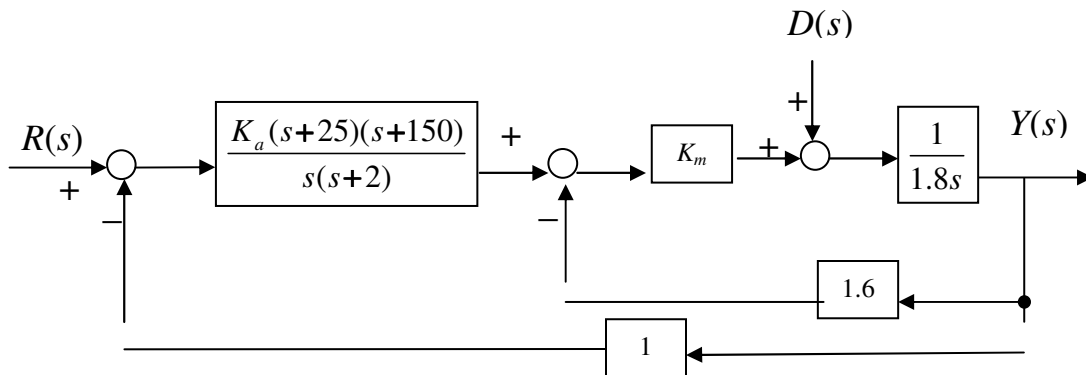 D(s)
+
R(s)
+
−
K_a(s+25)(s+150)
s(s+2)
+
−
K_m
+
1
1.8s
Y(s)
1.6
1